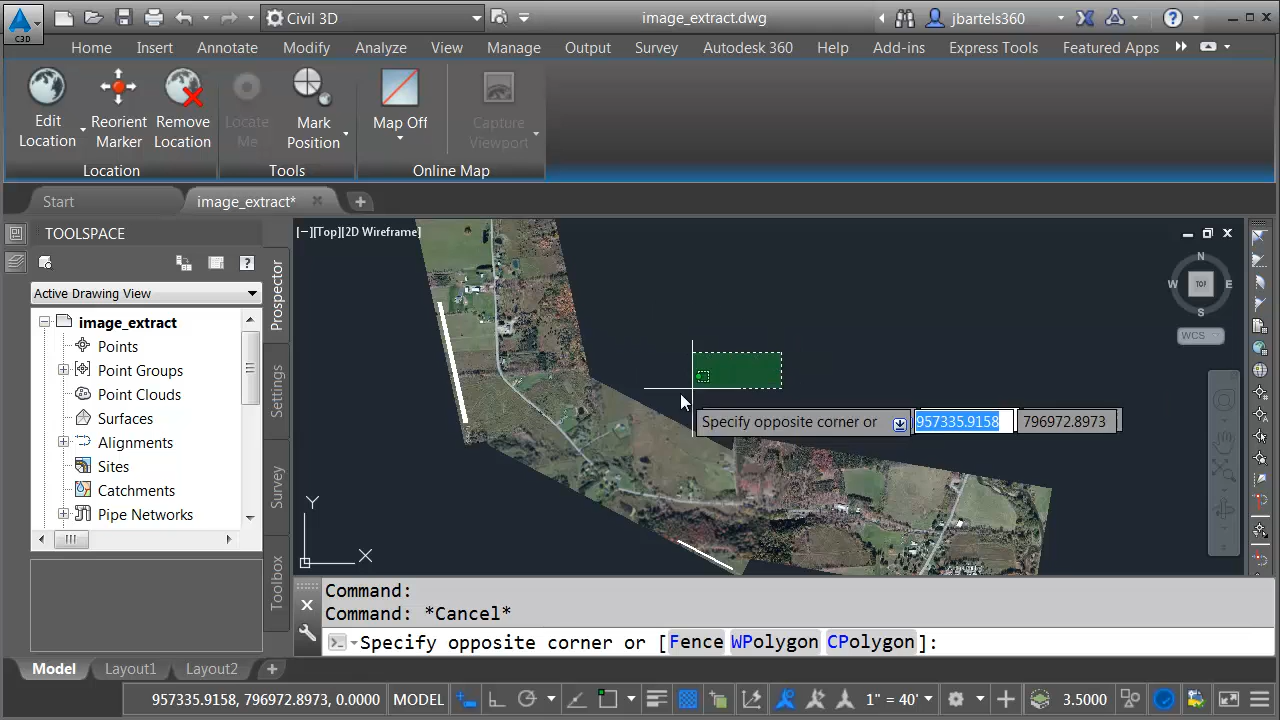 C3D
Civil 3D
image_extract.dwg
jbartels360
Home Insert Annotate Modify Analyze View Manage Output Survey Autodesk 360 Help Add-ins Express Tools Featured Apps
Edit Location
Reorient Marker
Remove Location
Locate Me
Mark Position
Map Off
Capture Viewport
Location
Tools
Online Map
Start
image_extract*
TOOLSPACE
Active Drawing View
image_extract
Points
Point Groups
Point Clouds
Surfaces
Alignments
Sites
Catchments
Pipe Networks
Prospector
Settings
Survey
Toolbox
[−][Top][2D Wireframe]
N
W TOP E
S
WCS
Specify opposite corner or 957335.9158 796972.8973
Y
X
Command:
Command: *Cancel*
Specify opposite corner or [Fence WPolygon CPolygon]:
Model Layout1 Layout2
957335.9158, 796972.8973, 0.0000 MODEL 1" = 40' 3.5000